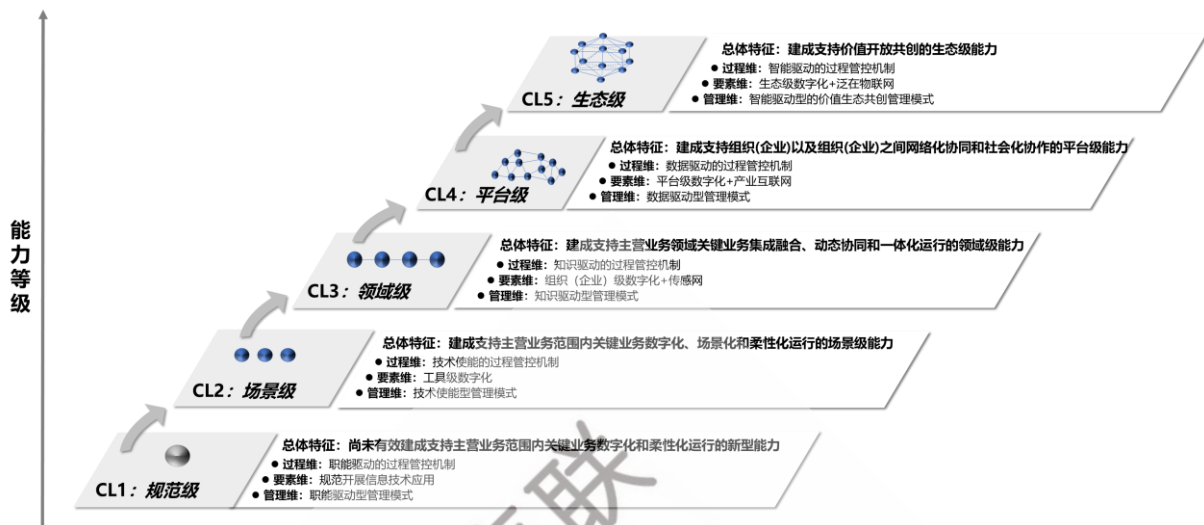 总体特征：建成支持价值开放共创的生态级能力
● 过程维：智能驱动的过程管控机制
● 要素维：生态级数字化+泛在物联网
● 管理维：智能驱动型的价值生态共创管理模式
CL5：生态级
总体特征：建成支持组织(企业)以及组织(企业)之间网络化协同和社会化协作的平台级能力
● 过程维：数据驱动的过程管控机制
● 要素维：平台级数字化+产业互联网
● 管理维：数据驱动型管理模式
CL4：平台级
总体特征：建成支持主营业务领域关键业务集成融合、动态协同和一体化运行的领域级能力
● 过程维：知识驱动的过程管控机制
● 要素维：组织（企业）级数字化+传感网
● 管理维：知识驱动型管理模式
CL3：领域级
能力等级
总体特征：建成支持主营业务范围内关键业务数字化、场景化和柔性化运行的场景级能力
● 过程维：技术使能的过程管控机制
● 要素维：工具级数字化
● 管理维：技术使能型管理模式
CL2：场景级
总体特征：尚未有效建成支持主营业务范围内关键业务数字化和柔性化运行的新型能力
● 过程维：职能驱动的过程管控机制
● 要素维：规范开展信息技术应用
● 管理维：职能驱动型管理模式
CL1：规范级
联